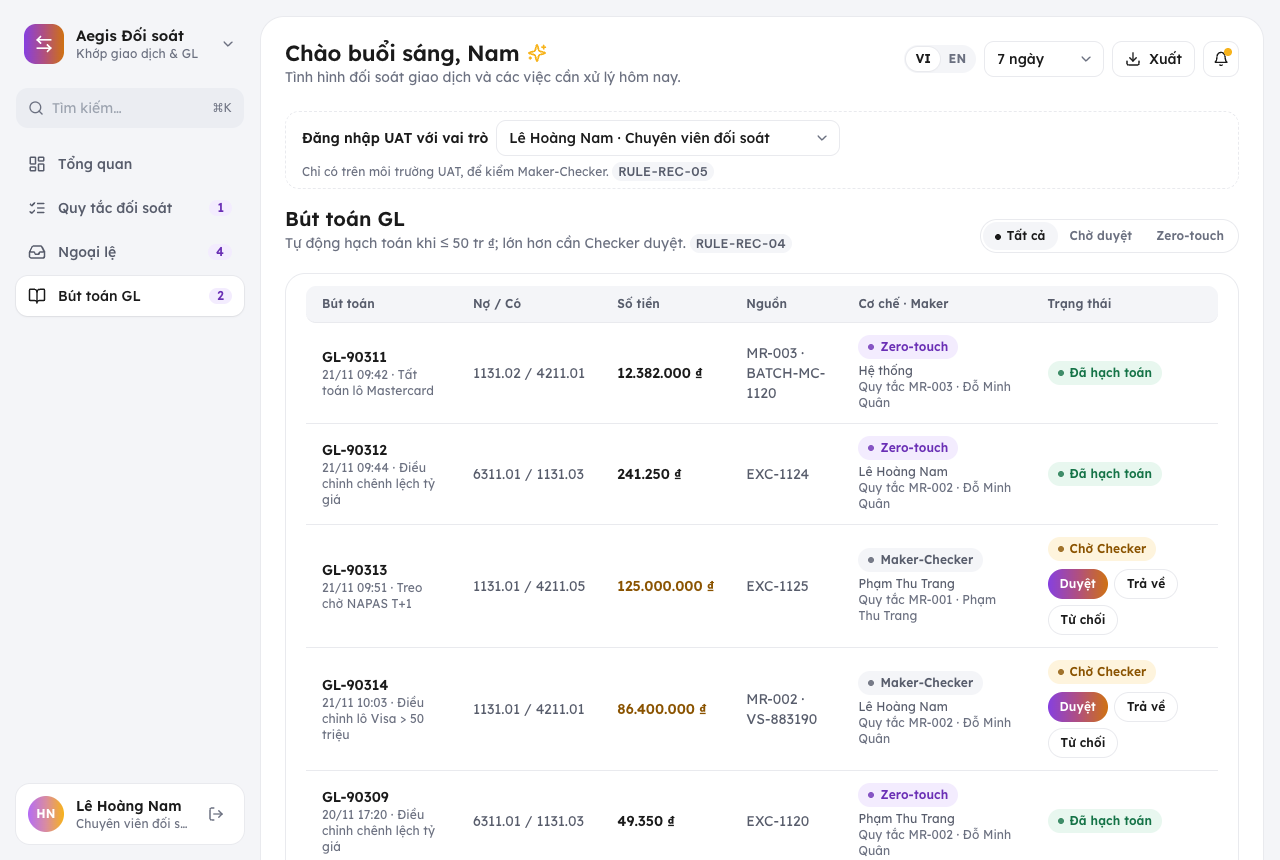 Aegis Đối soát
Khớp giao dịch & GL
Tìm kiếm...
⌘K
Tổng quan
Quy tắc đối soát
1
Ngoại lệ
4
Bút toán GL
2
Lê Hoàng Nam
Chuyên viên đối s...
HN
Chào buổi sáng, Nam
Tình hình đối soát giao dịch và các việc cần xử lý hôm nay.
VI
EN
7 ngày
Xuất
Đăng nhập UAT với vai trò
Lê Hoàng Nam · Chuyên viên đối soát
Chỉ có trên môi trường UAT, để kiểm Maker-Checker. RULE-REC-05
Bút toán GL
Tự động hạch toán khi ≤ 50 tr ₫; lớn hơn cần Checker duyệt. RULE-REC-04
Tất cả
Chờ duyệt
Zero-touch
Bút toán
Nợ / Có
Số tiền
Nguồn
Cơ chế · Maker
Trạng thái
GL-90311
21/11 09:42 · Tất
toán lô Mastercard
1131.02 / 4211.01
12.382.000 ₫
MR-003 ·
BATCH-MC-
1120
Zero-touch
Hệ thống
Quy tắc MR-003 · Đỗ Minh
Quân
Đã hạch toán
GL-90312
21/11 09:44 · Điều
chỉnh chênh lệch tỷ
giá
6311.01 / 1131.03
241.250 ₫
EXC-1124
Zero-touch
Lê Hoàng Nam
Quy tắc MR-002 · Đỗ Minh
Quân
Đã hạch toán
GL-90313
21/11 09:51 · Treo
chờ NAPAS T+1
1131.01 / 4211.05
125.000.000 ₫
EXC-1125
Maker-Checker
Phạm Thu Trang
Quy tắc MR-001 · Phạm
Thu Trang
Chờ Checker
Duyệt
Trả về
Từ chối
GL-90314
21/11 10:03 · Điều
chỉnh lô Visa > 50
triệu
1131.01 / 4211.01
86.400.000 ₫
MR-002 ·
VS-883190
Maker-Checker
Lê Hoàng Nam
Quy tắc MR-002 · Đỗ Minh
Quân
Chờ Checker
Duyệt
Trả về
Từ chối
GL-90309
20/11 17:20 · Điều
chỉnh chênh lệch tỷ
giá
6311.01 / 1131.03
49.350 ₫
EXC-1120
Zero-touch
Phạm Thu Trang
Quy tắc MR-002 · Đỗ Minh
Quân
Đã hạch toán